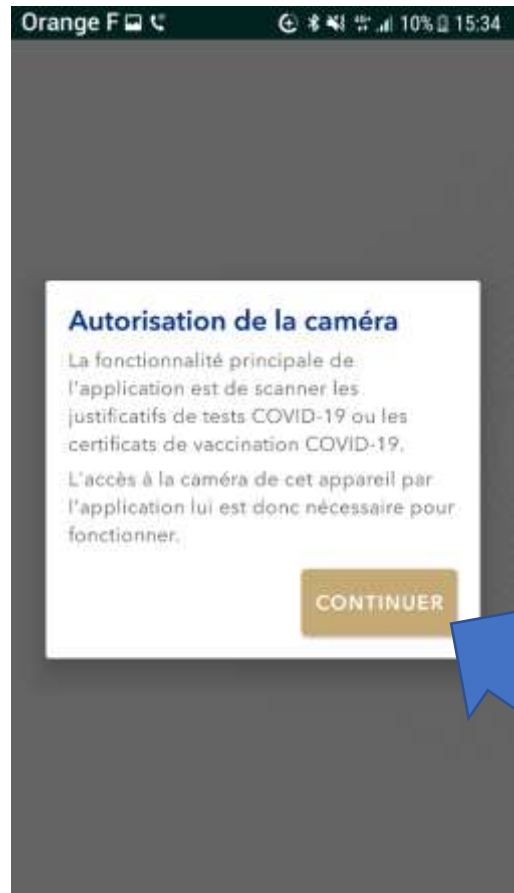 Orange F 10% 15:34
Autorisation de la caméra
La fonctionnalité principale de
l'application est de scanner les
justificatifs de tests COVID-19 ou les
certificats de vaccination COVID-19.
L'accès à la caméra de cet appareil par
l'application lui est donc nécessaire pour
fonctionner.
CONTINUER